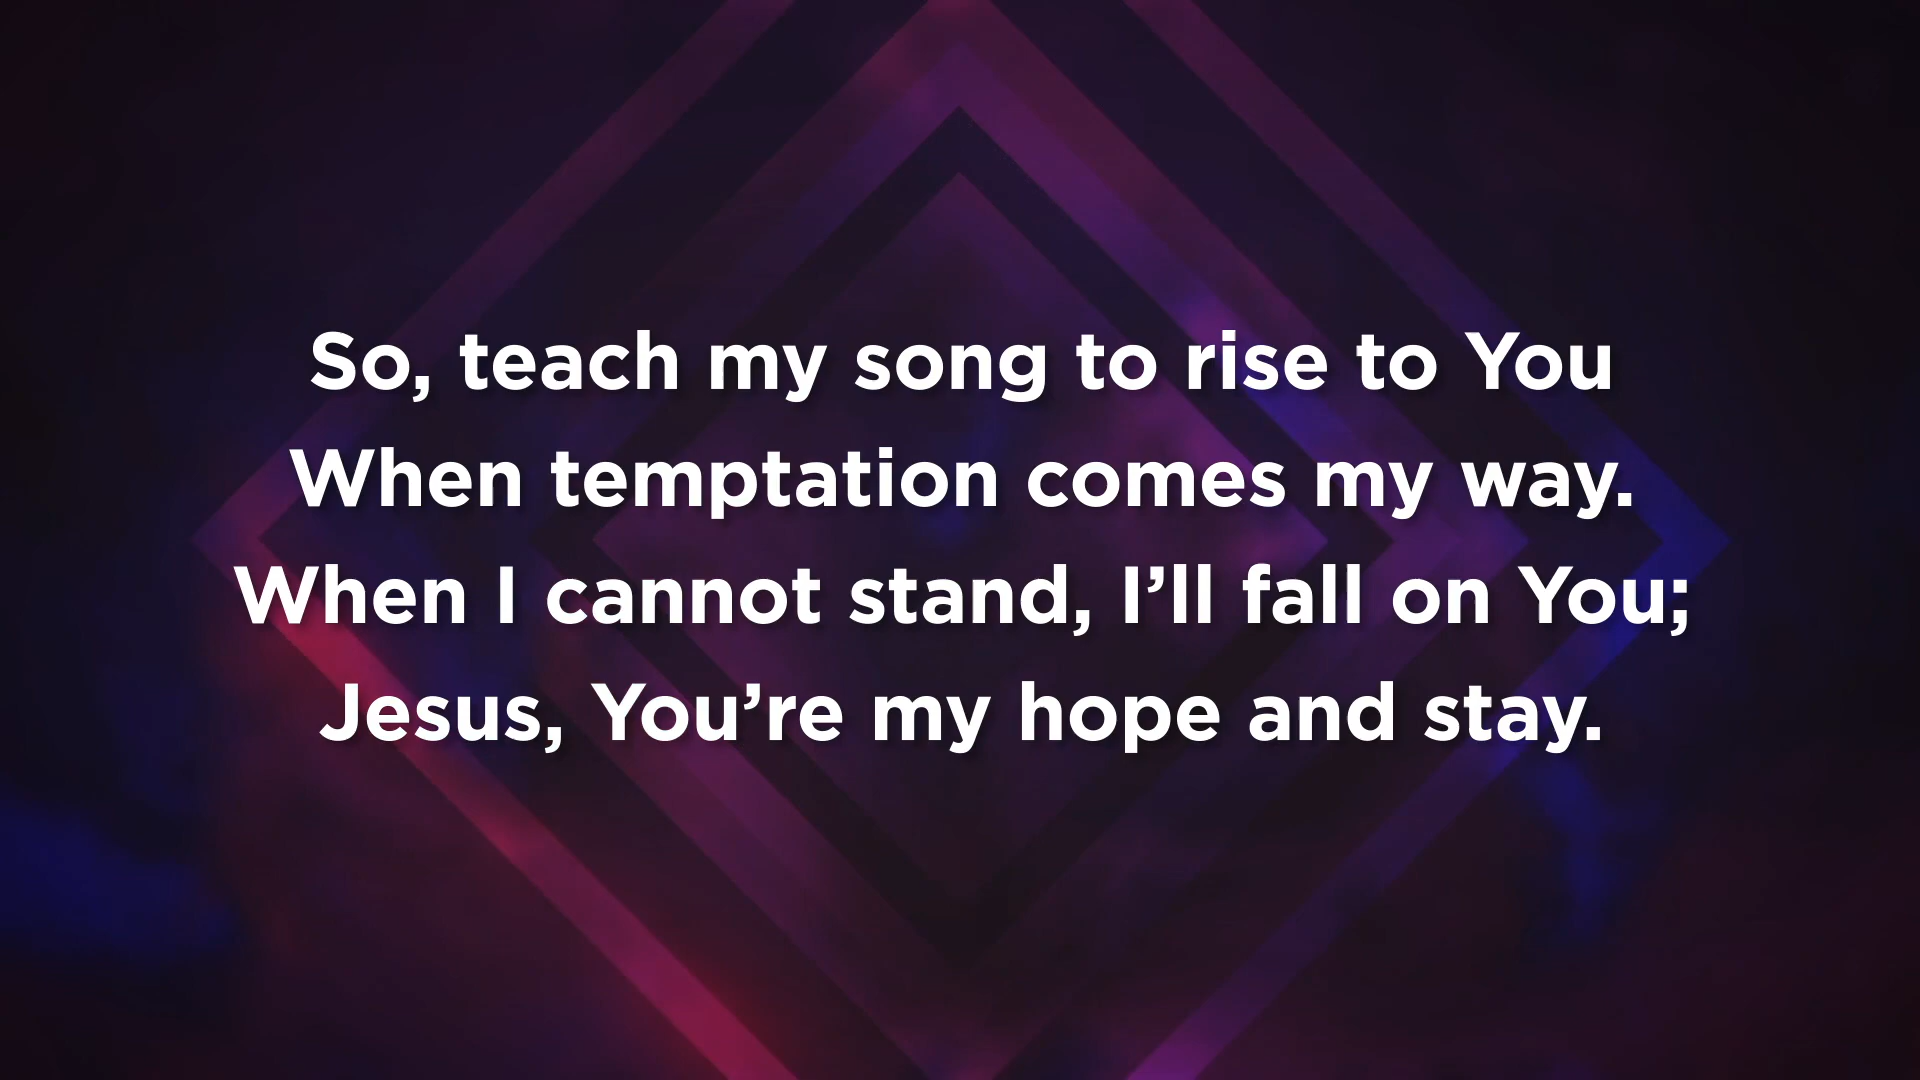 So, teach my song to rise to You
When temptation comes my way.
When I cannot stand, I’ll fall on You;
Jesus, You’re my hope and stay.